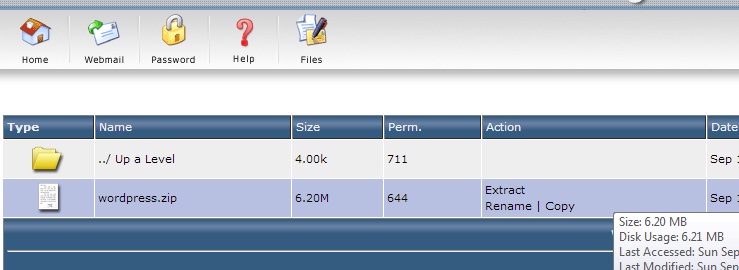 Home Webmail Password Help Files
Type Name Size Perm. Action Date
../ Up a Level 4.00k 711 Sep
wordpress.zip 6.20M 644 Extract Sep
Rename | Copy
Size: 6.20 MB
Disk Usage: 6.21 MB
Last Accessed: Sun Sep
Last Modified: Sun Sep